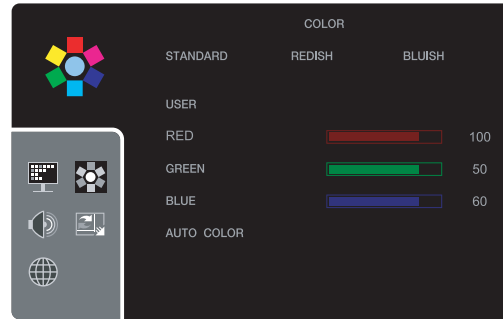 COLOR
STANDARD REDISH BLUISH
USER
RED 100
GREEN 50
BLUE 60
AUTO COLOR